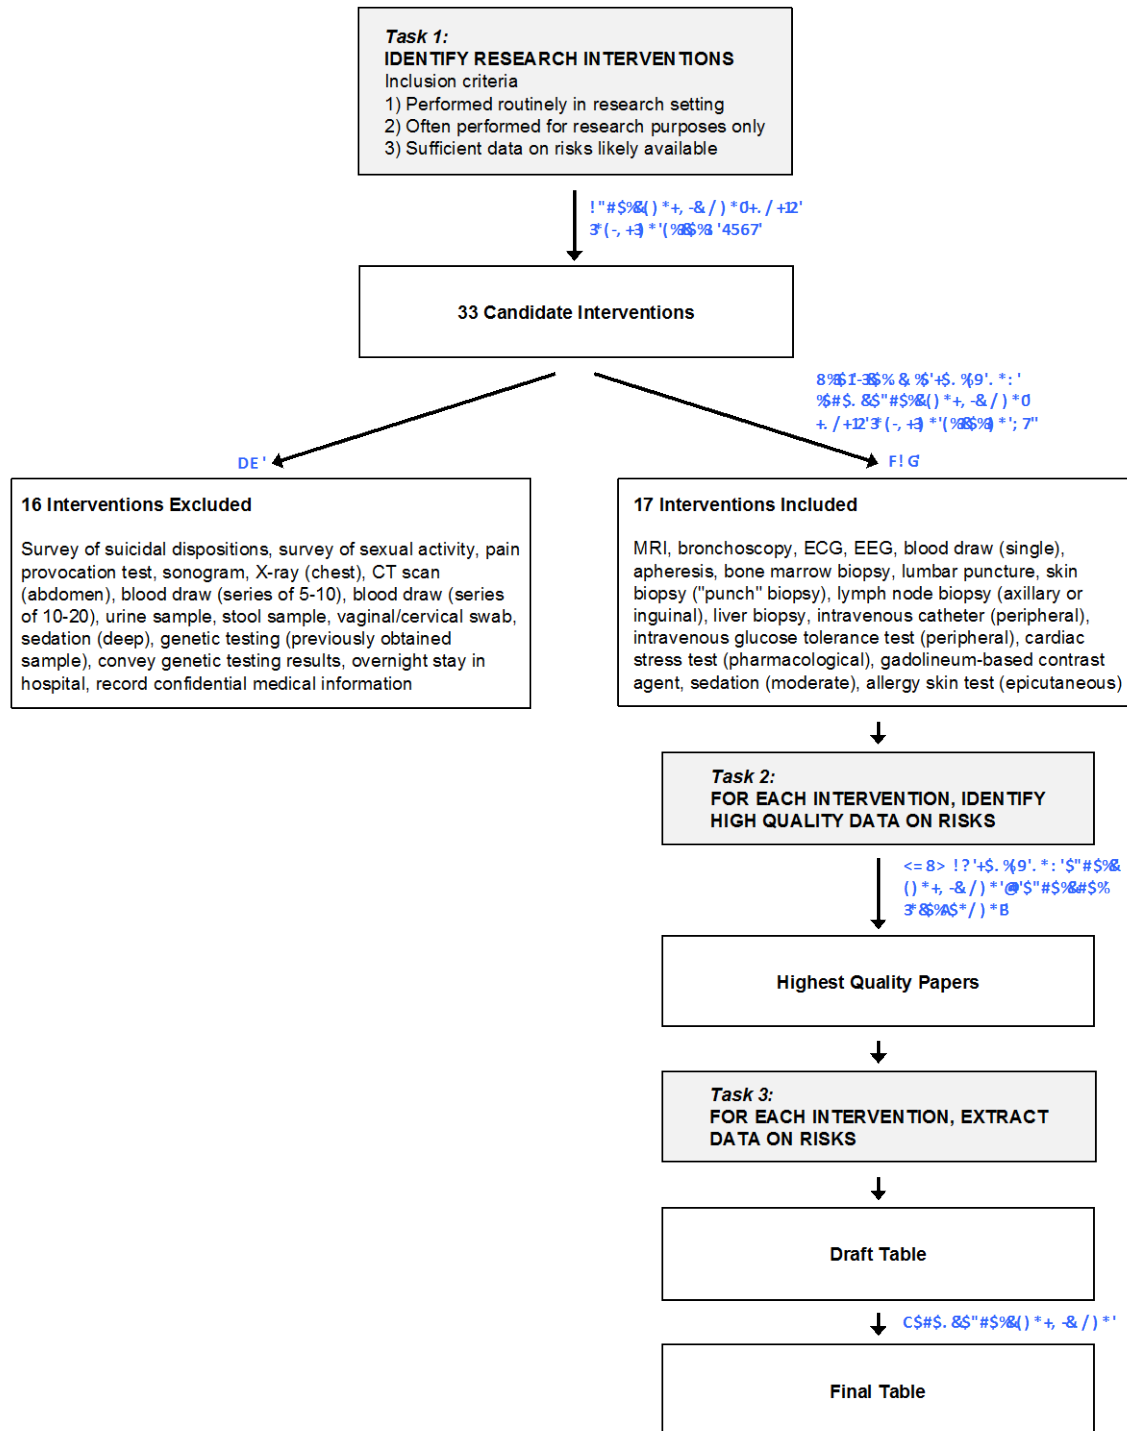 Task 1:
IDENTIFY RESEARCH INTERVENTIONS
Inclusion criteria
1) Performed routinely in research setting
2) Often performed for research purposes only
3) Sufficient data on risks likely available
33 Candidate Interventions
16 Interventions Excluded
Survey of suicidal dispositions, survey of sexual activity, pain
provocation test, sonogram, X-ray (chest), CT scan
(abdomen), blood draw (series of 5-10), blood draw (series
of 10-20), urine sample, stool sample, vaginal/cervical swab,
sedation (deep), genetic testing (previously obtained
sample), convey genetic testing results, overnight stay in
hospital, record confidential medical information
17 Interventions Included
MRI, bronchoscopy, ECG, EEG, blood draw (single),
apheresis, bone marrow biopsy, lumbar puncture, skin
biopsy ("punch" biopsy), lymph node biopsy (axillary or
inguinal), liver biopsy, intravenous catheter (peripheral),
intravenous glucose tolerance test (peripheral), cardiac
stress test (pharmacological), gadolineum-based contrast
agent, sedation (moderate), allergy skin test (epicutaneous)
Task 2:
FOR EACH INTERVENTION, IDENTIFY
HIGH QUALITY DATA ON RISKS
Highest Quality Papers
Task 3:
FOR EACH INTERVENTION, EXTRACT
DATA ON RISKS
Draft Table
Final Table